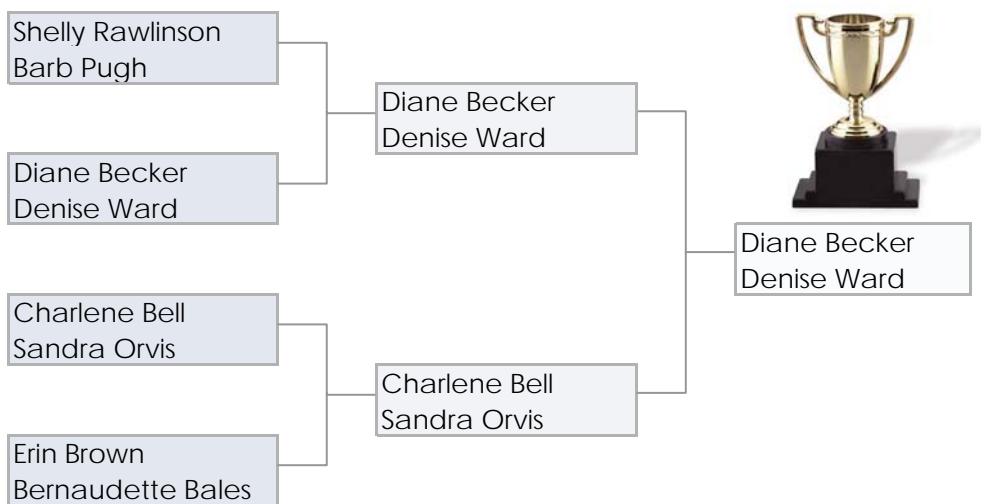 Shelly Rawlinson
Barb Pugh
Diane Becker
Denise Ward
Diane Becker
Denise Ward
Charlene Bell
Sandra Orvis
Erin Brown
Bernaudette Bales
Charlene Bell
Sandra Orvis
Diane Becker
Denise Ward